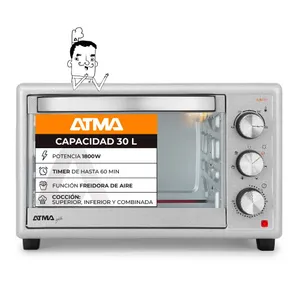 ATMA
CAPACIDAD 30 L
POTENCIA 1800W
TIMER DE HASTA 60 MIN
FUNCIÓN FREIDORA DE AIRE
COCCIÓN:
SUPERIOR, INFERIOR Y COMBINADA
ATMA